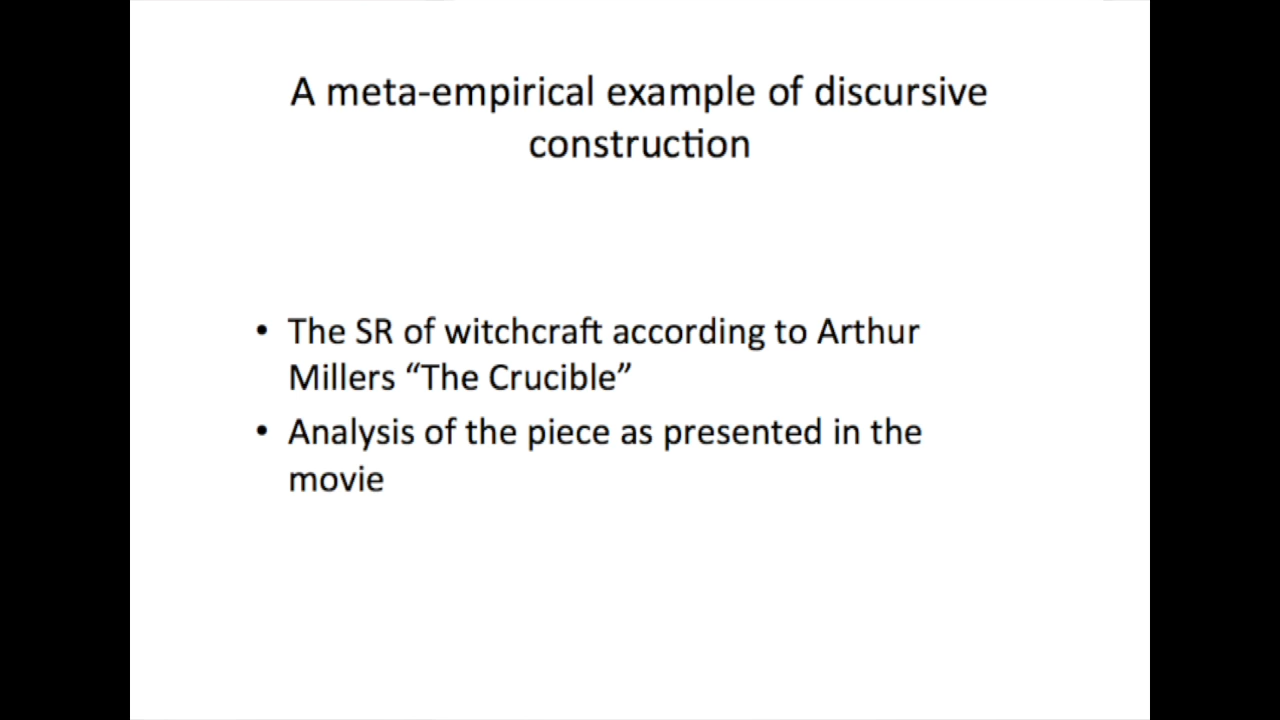 A meta-empirical example of discursive
construction
• The SR of witchcraft according to Arthur
Millers “The Crucible”
• Analysis of the piece as presented in the
movie